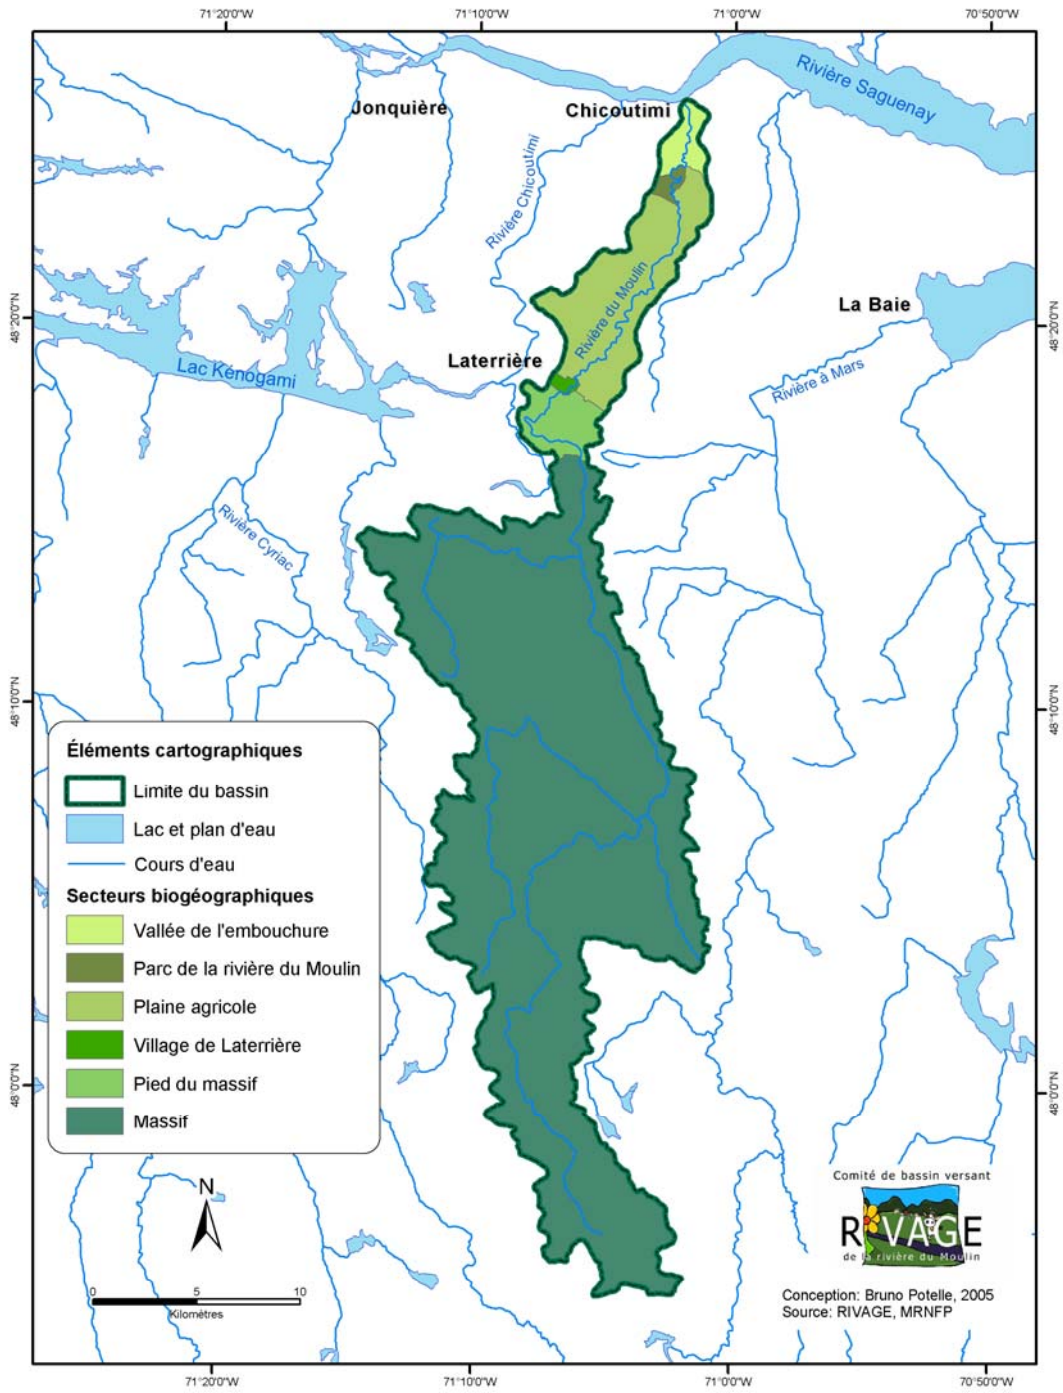 71°20'0"W
71°10'0"W
71°0'0"W
70°50'0"W
Rivière Saguenay
Jonquière
Chicoutimi
Rivière Chicoutimi
48°20'0"N
48°20'0"N
Rivière du Moulin
La Baie
Laterrière
Lac Kénogami
Rivière à Mars
Rivière Cyriac
48°10'0"N
48°10'0"N
Éléments cartographiques
Limite du bassin
Lac et plan d'eau
Cours d'eau
Secteurs biogéographiques
Vallée de l'embouchure
Parc de la rivière du Moulin
Plaine agricole
Village de Laterrière
Pied du massif
Massif
48°0'0"N
48°0'0"N
N
0 5 10
Kilomètres
Comité de bassin versant
RIVAGE
de la rivière du Moulin
Conception: Bruno Potelle, 2005
Source: RIVAGE, MRNFP
71°20'0"W
71°10'0"W
71°0'0"W
70°50'0"W